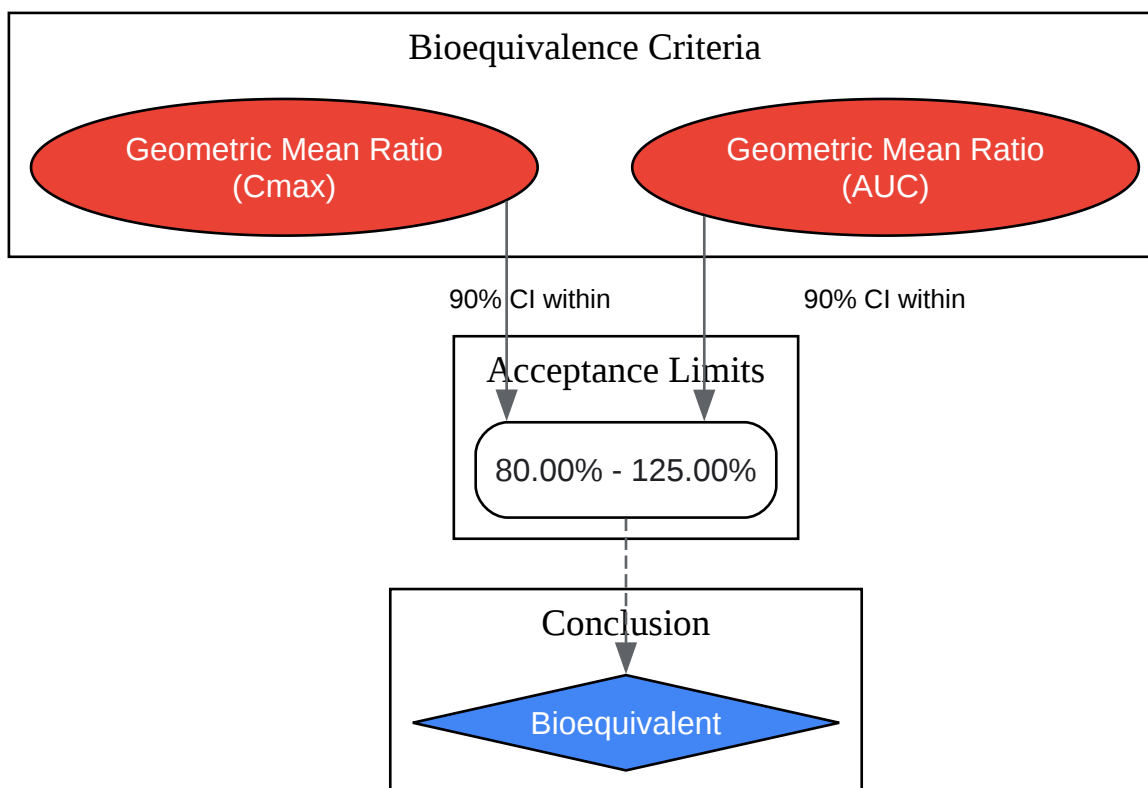 Bioequivalence Criteria
Geometric Mean Ratio
(Cmax)
Geometric Mean Ratio
(AUC)
90% CI within
90% CI within
Acceptance Limits
80.00% - 125.00%
Conclusion
Bioequivalent